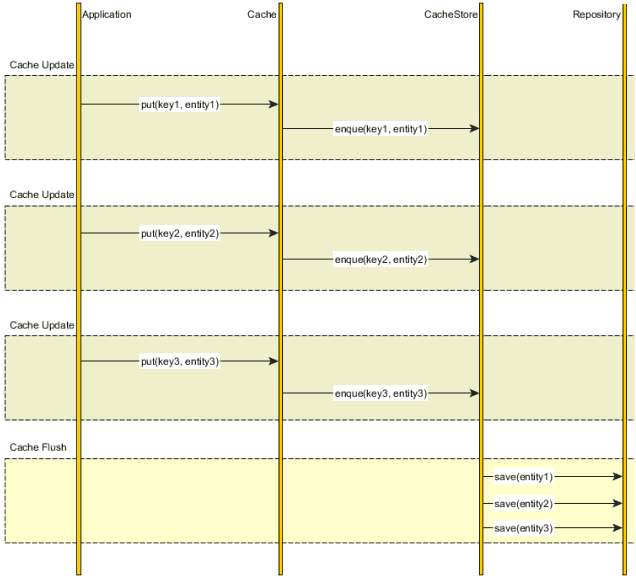 Application
Cache
CacheStore
Repository
Cache Update
put(key1, entity1)
enque(key1, entity1)
Cache Update
put(key2, entity2)
enque(key2, entity2)
Cache Update
put(key3, entity3)
enque(key3, entity3)
Cache Flush
save(entity1)
save(entity2)
save(entity3)